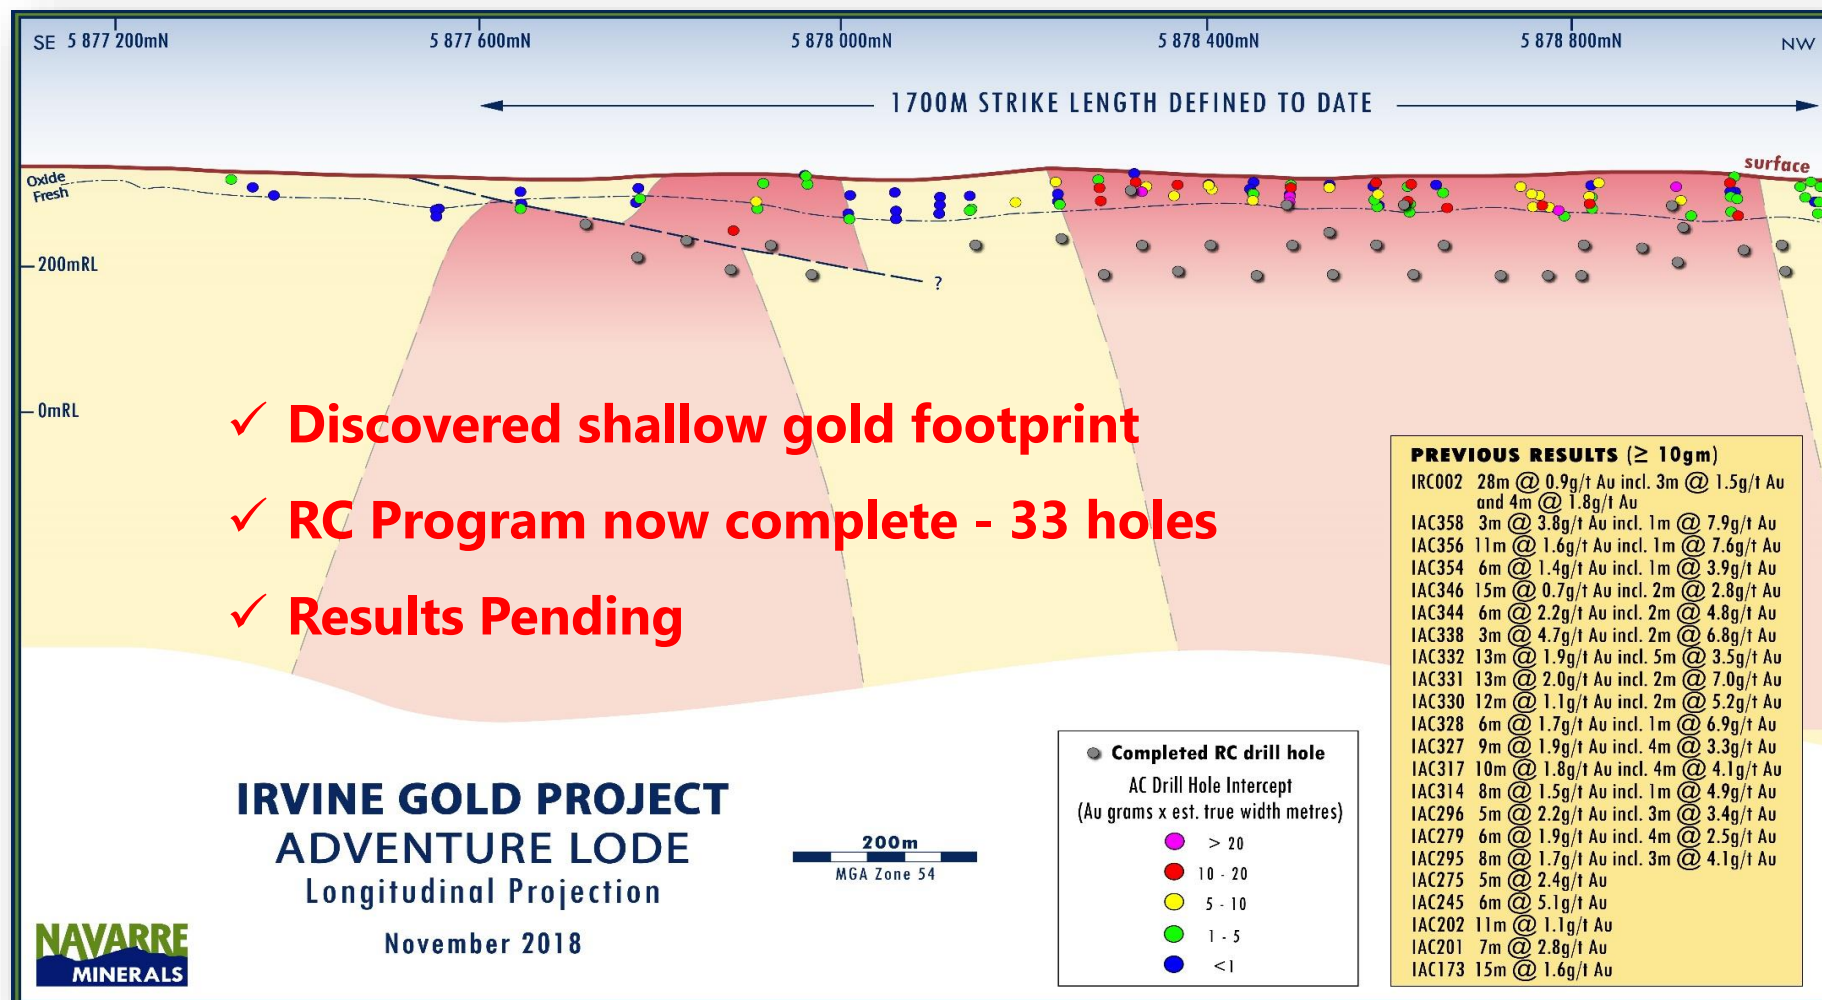 SE 5 877 200mN 5 877 600mN 5 878 000mN 5 878 400mN 5 878 800mN NW
1700M STRIKE LENGTH DEFINED TO DATE
surface
Oxide
Fresh
200mRL
?
0mRL
✓ Discovered shallow gold footprint
✓ RC Program now complete - 33 holes
✓ Results Pending
PREVIOUS RESULTS (≥ 10gm)
IRC002 28m @ 0.9g/t Au incl. 3m @ 1.5g/t Au
and 4m @ 1.8g/t Au
IAC358 3m @ 3.8g/t Au incl. 1m @ 7.9g/t Au
IAC356 11m @ 1.6g/t Au incl. 1m @ 7.6g/t Au
IAC354 6m @ 1.4g/t Au incl. 1m @ 3.9g/t Au
IAC346 15m @ 0.7g/t Au incl. 2m @ 2.8g/t Au
IAC344 6m @ 2.2g/t Au incl. 2m @ 4.8g/t Au
IAC338 3m @ 4.7g/t Au incl. 2m @ 6.8g/t Au
IAC332 13m @ 1.9g/t Au incl. 5m @ 3.5g/t Au
IAC331 13m @ 2.0g/t Au incl. 2m @ 7.0g/t Au
IAC330 12m @ 1.1g/t Au incl. 2m @ 5.2g/t Au
IAC328 6m @ 1.7g/t Au incl. 1m @ 6.9g/t Au
IAC327 9m @ 1.9g/t Au incl. 4m @ 3.3g/t Au
IAC317 10m @ 1.8g/t Au incl. 4m @ 4.1g/t Au
IAC314 8m @ 1.5g/t Au incl. 1m @ 4.9g/t Au
IAC296 5m @ 2.2g/t Au incl. 3m @ 3.4g/t Au
IAC279 6m @ 1.9g/t Au incl. 4m @ 2.5g/t Au
IAC295 8m @ 1.7g/t Au incl. 3m @ 4.1g/t Au
IAC275 5m @ 2.4g/t Au
IAC245 6m @ 5.1g/t Au
IAC202 11m @ 1.1g/t Au
IAC201 7m @ 2.8g/t Au
IAC173 15m @ 1.6g/t Au
Completed RC drill hole
AC Drill Hole Intercept
(Au grams x est. true width metres)
> 20
10 - 20
5 - 10
1 - 5
<1
IRVINE GOLD PROJECT
ADVENTURE LODE
Longitudinal Projection
November 2018
200m
MGA Zone 54
NAVARRE
MINERALS